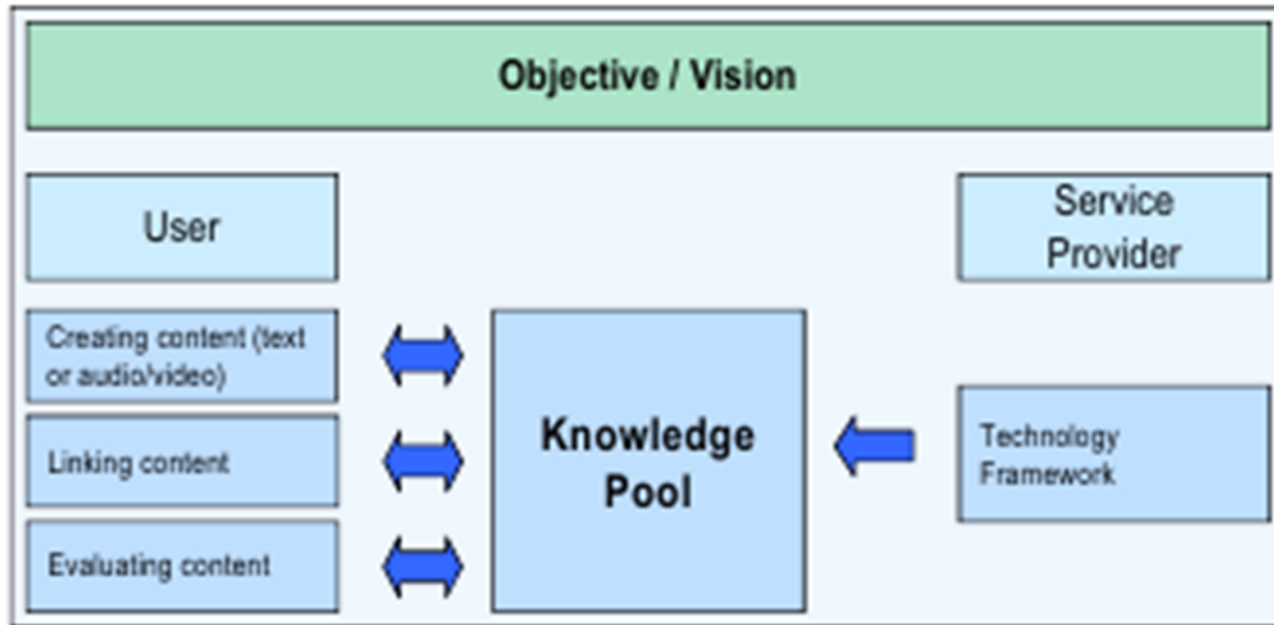 Objective / Vision
User
Service
Provider
Creating content (text
or audio/video)
Linking content
Evaluating content
Knowledge
Pool
Technology
Framework